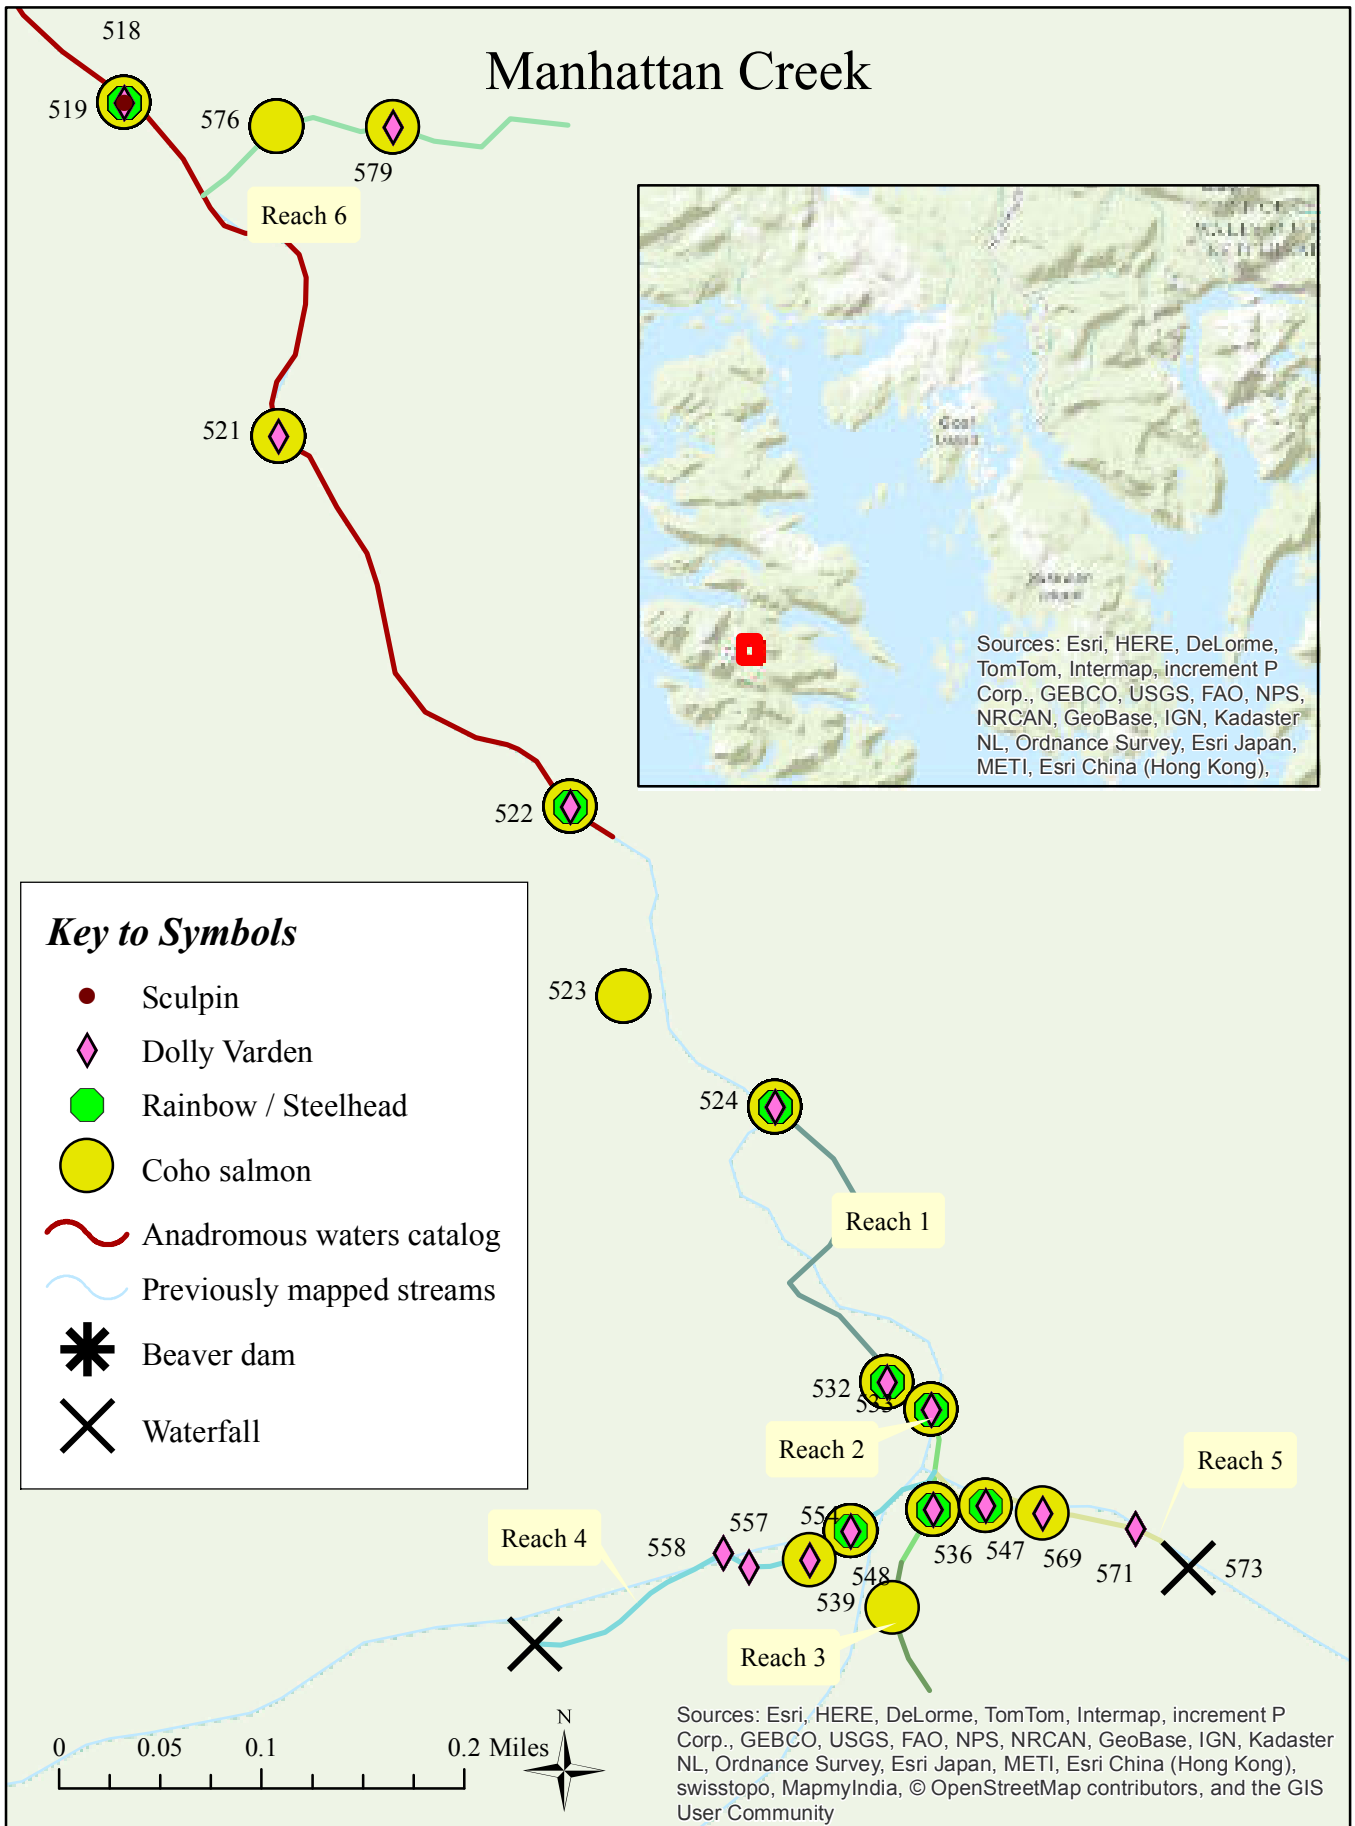 Manhattan Creek
518
519
576
579
Reach 6
521
522
Sources: Esri, HERE, DeLorme,
TomTom, Intermap, increment P
Corp., GEBCO, USGS, FAO, NPS,
NRCAN, GeoBase, IGN, Kadaster
NL, Ordnance Survey, Esri Japan,
METI, Esri China (Hong Kong),
Key to Symbols
Sculpin
Dolly Varden
Rainbow / Steelhead
Coho salmon
Anadromous waters catalog
Previously mapped streams
Beaver dam
Waterfall
523
524
Reach 1
532
533
Reach 2
Reach 5
Reach 4
558
557
554
548
539
536
547
569
571
573
Reach 3
0 0.05 0.1 0.2 Miles
N
Sources: Esri, HERE, DeLorme, TomTom, Intermap, increment P
Corp., GEBCO, USGS, FAO, NPS, NRCAN, GeoBase, IGN, Kadaster
NL, Ordnance Survey, Esri Japan, METI, Esri China (Hong Kong),
swisstopo, MapmyIndia, © OpenStreetMap contributors, and the GIS
User Community